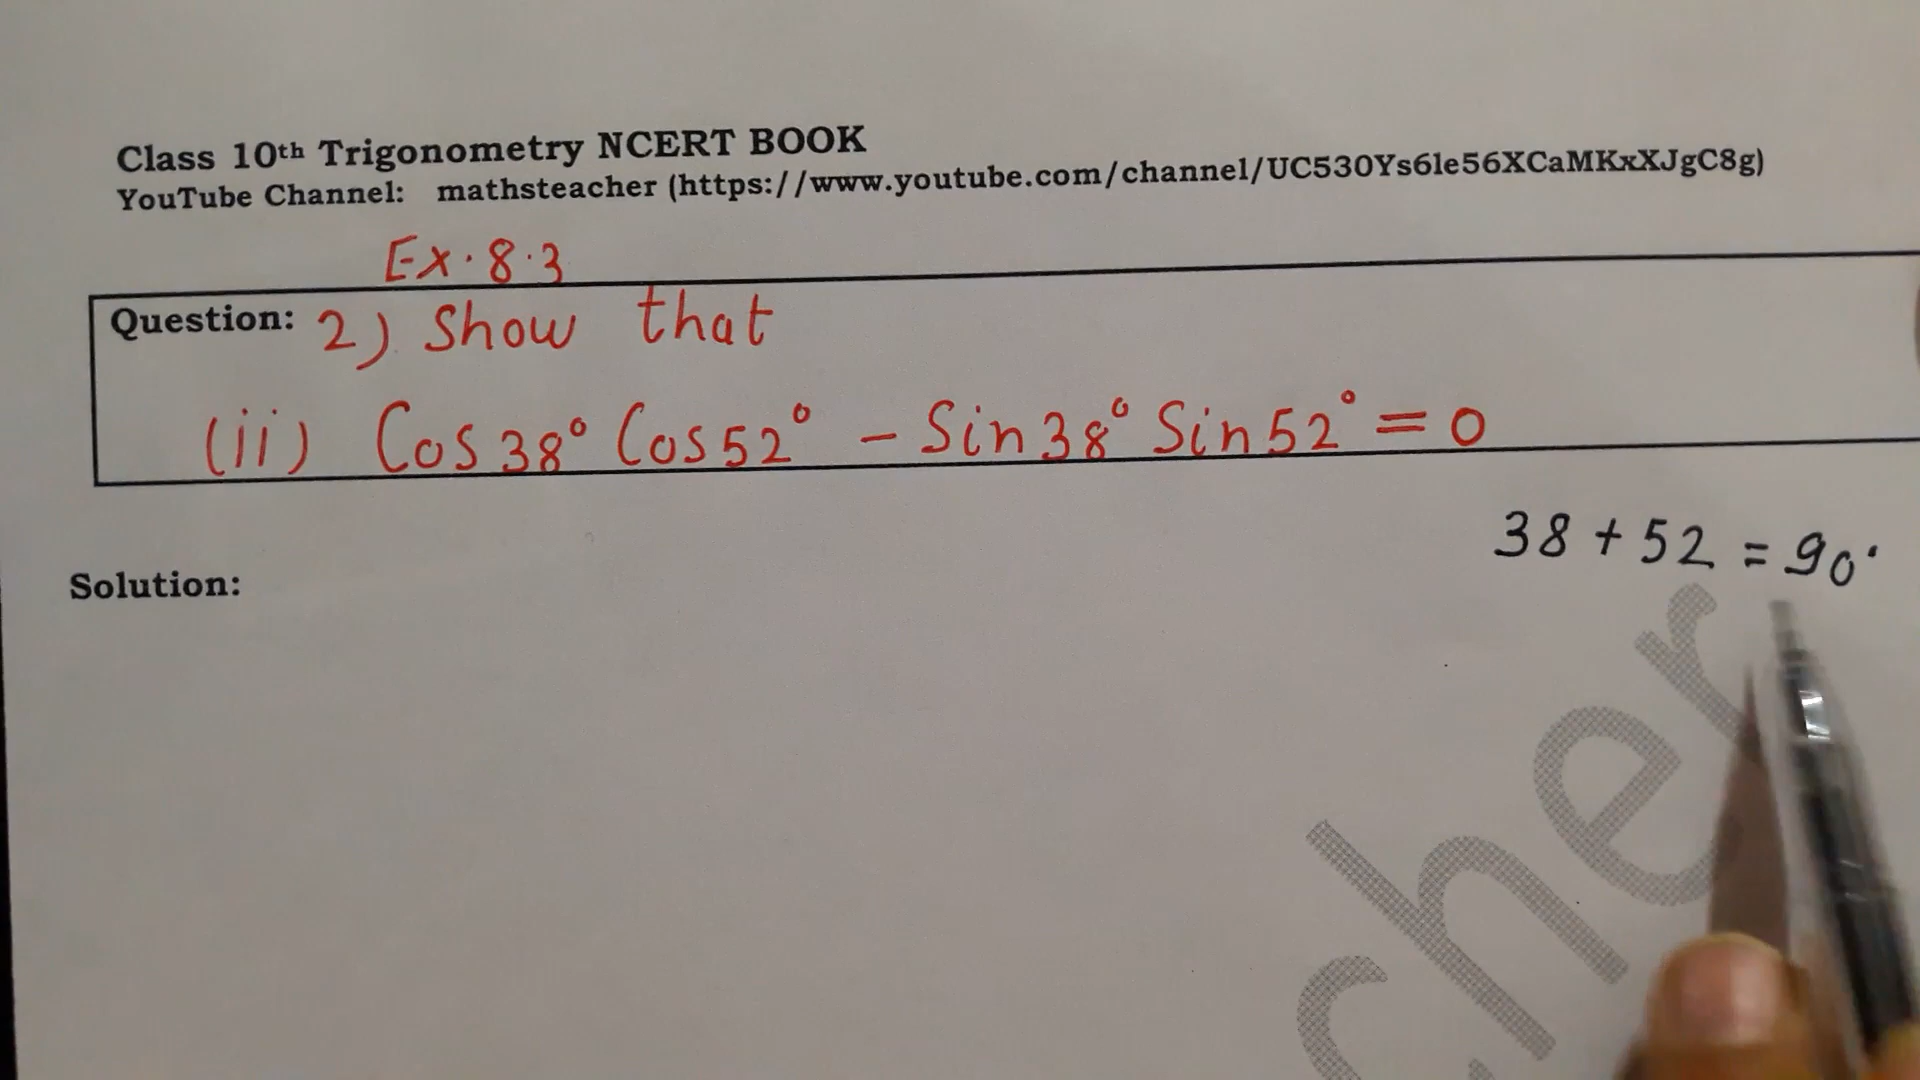 Class 10th Trigonometry NCERT BOOK
YouTube Channel: mathsteacher (https://www.youtube.com/channel/UC530Ys6le56XCaMKxXJgC8g)
Ex. 8.3
Question: 2) Show that
(ii) Cos 38° Cos 52° - Sin 38° Sin 52° = 0
38 + 52 = 90°
Solution:
cher